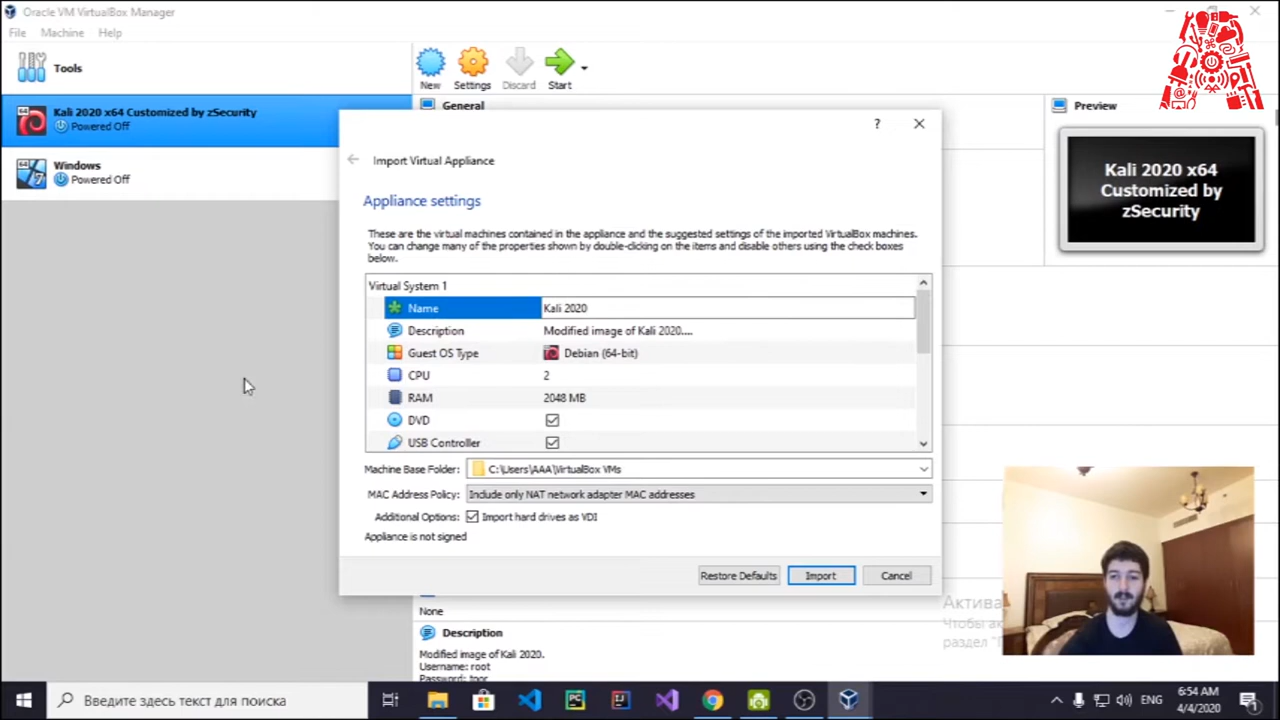 Oracle VM VirtualBox Manager
File Machine Help
Tools
New Settings Discard Start
Kali 2020 x64 Customized by zSecurity
Powered Off
Windows
Powered Off
General
Preview
Kali 2020 x64
Customized by
zSecurity
Import Virtual Appliance
Appliance settings
These are the virtual machines contained in the appliance and the suggested settings of the imported VirtualBox machines.
You can change many of the properties shown by double-clicking on the items and disable others using the check boxes
below.
Virtual System 1
Name Kali 2020
Description Modified image of Kali 2020....
Guest OS Type Debian (64-bit)
CPU 2
RAM 2048 MB
DVD
USB Controller
Machine Base Folder: C:\Users\AAA\VirtualBox VMs
MAC Address Policy: Include only NAT network adapter MAC addresses
Additional Options: Import hard drives as VDI
Appliance is not signed
Restore Defaults Import Cancel
None
Description
Modified image of Kali 2020.
Username: root
Актива
Чтобы ак
раздел
Введите здесь текст для поиска
ENG
6:54 AM
4/4/2020
1